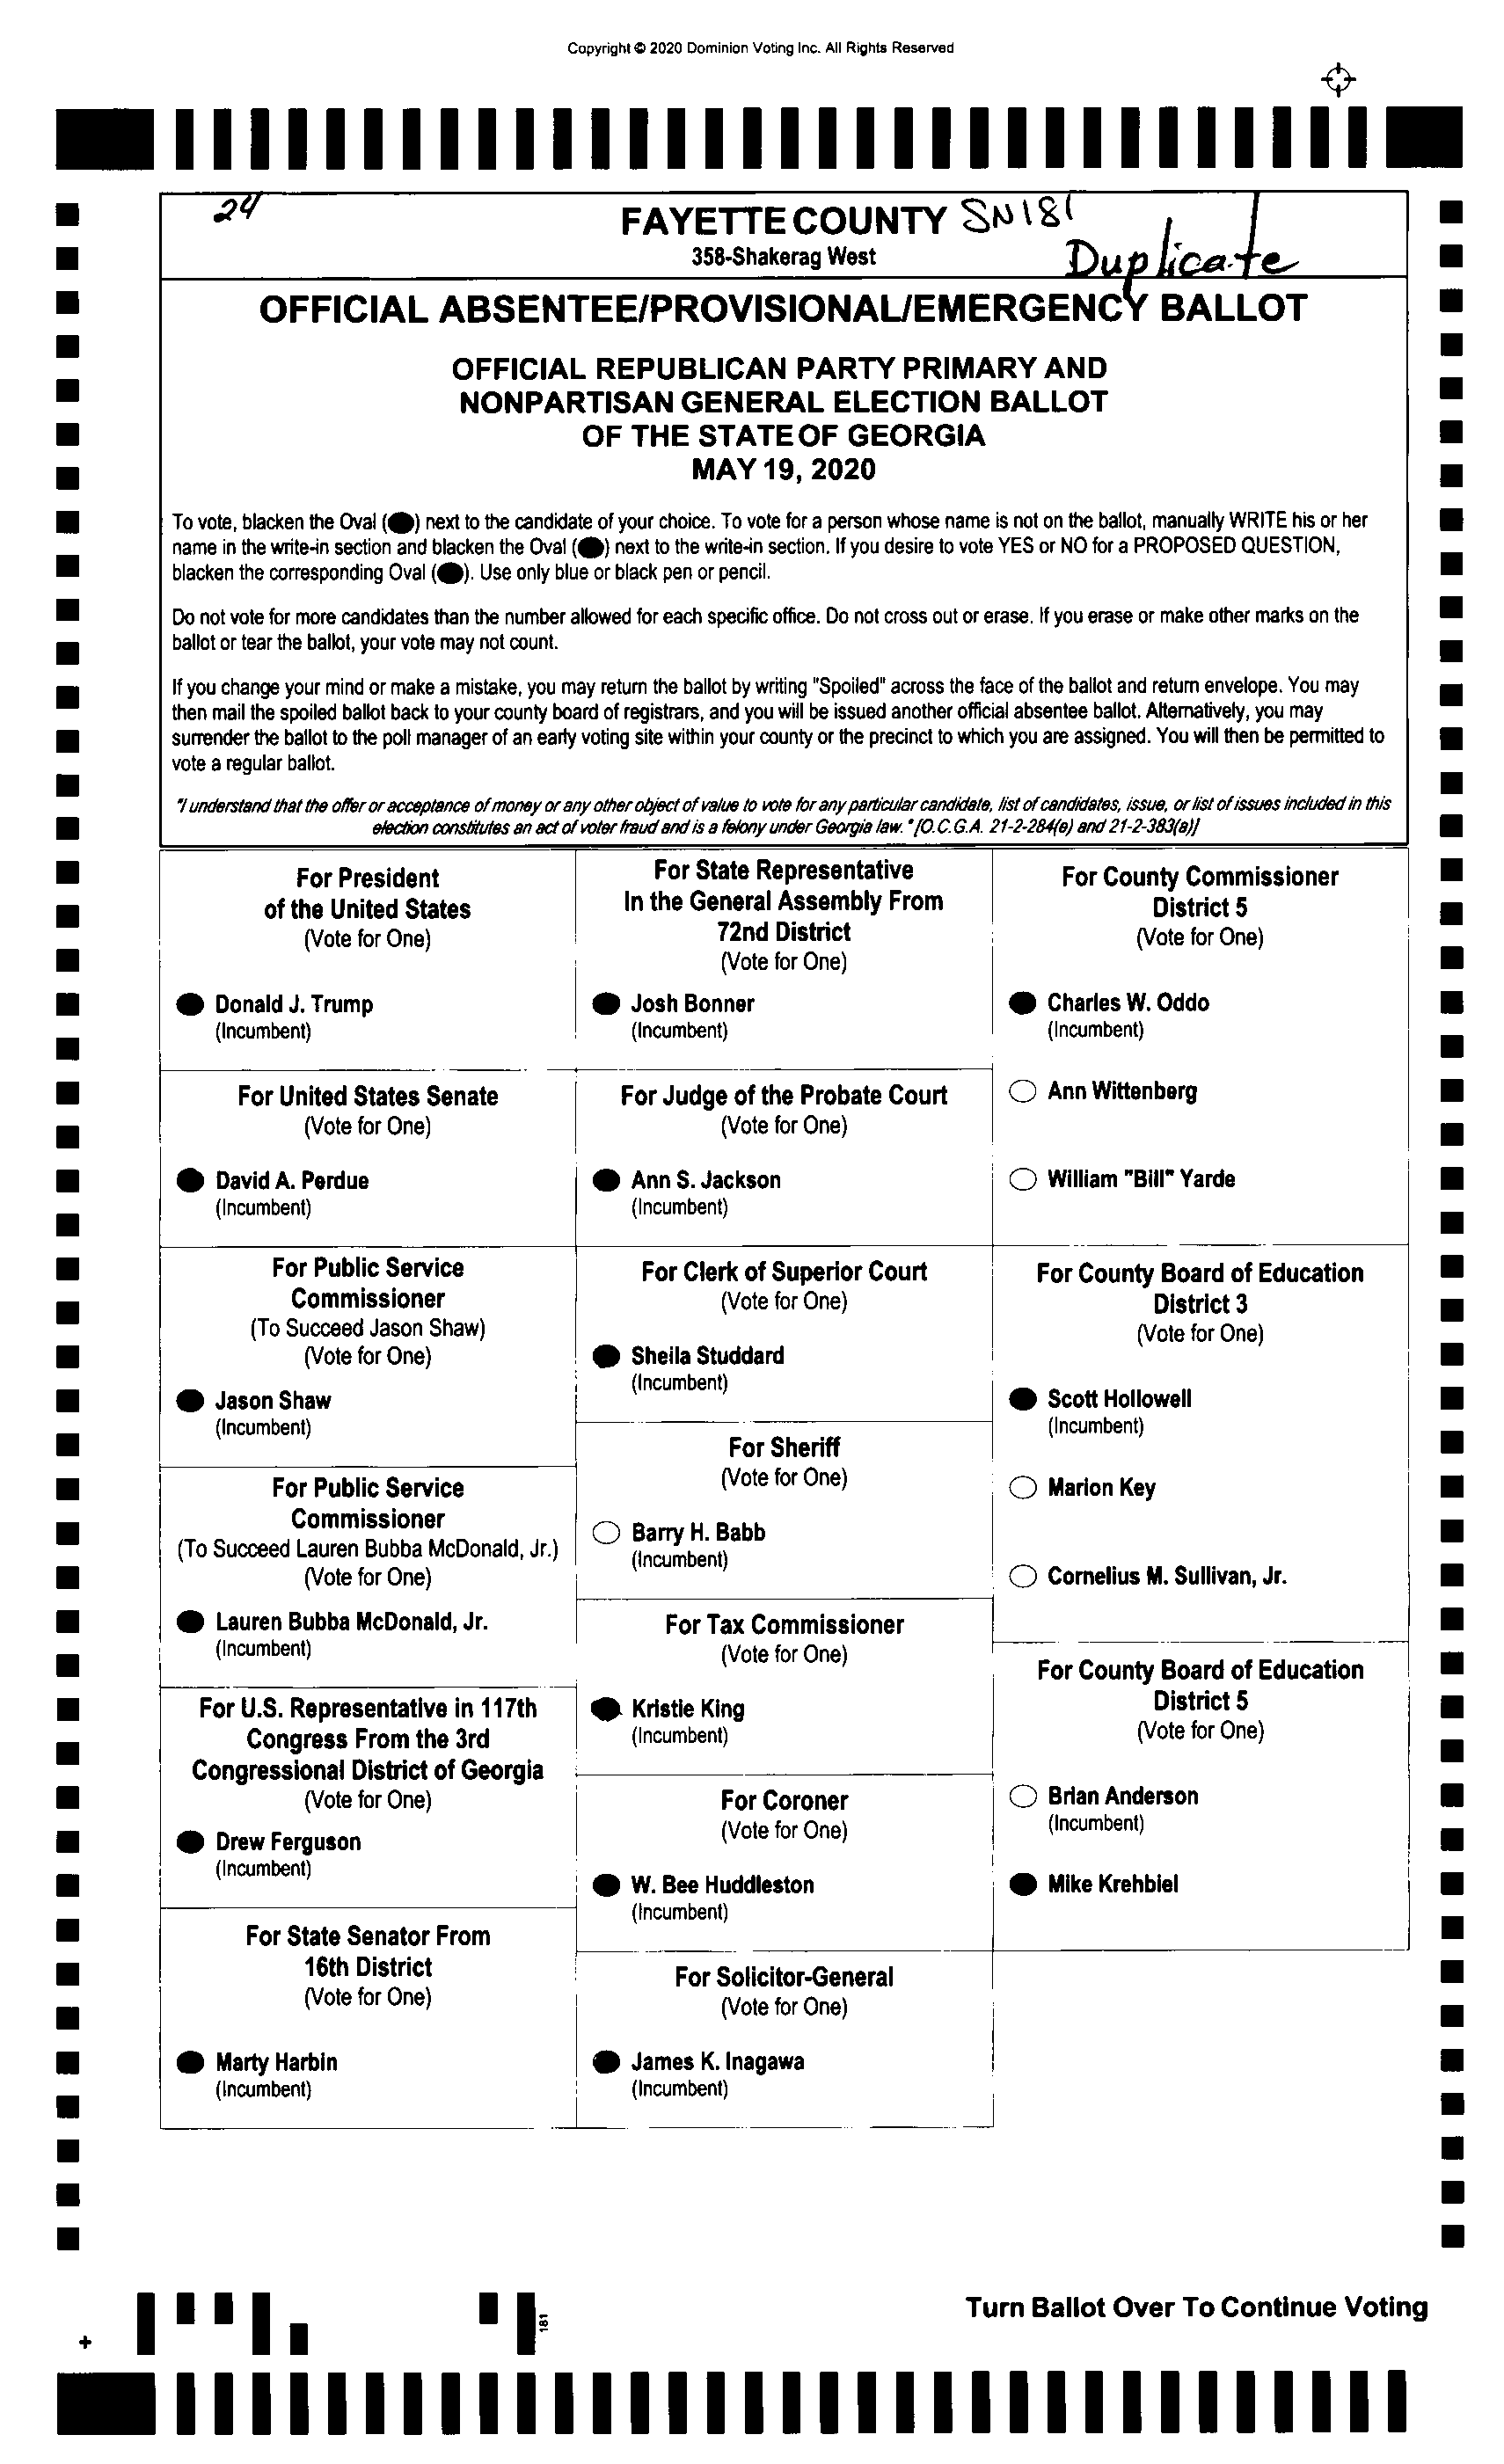 Copyright © 2020 Dominion Voting Inc. All Rights Reserved
24
FAYETTE COUNTY SN181
358-Shakerag West
Duplicate
OFFICIAL ABSENTEE/PROVISIONAL/EMERGENCY BALLOT
OFFICIAL REPUBLICAN PARTY PRIMARY AND
NONPARTISAN GENERAL ELECTION BALLOT
OF THE STATE OF GEORGIA
MAY 19, 2020
To vote, blacken the Oval () next to the candidate of your choice. To vote for a person whose name is not on the ballot, manually WRITE his or her
name in the write-in section and blacken the Oval () next to the write-in section. If you desire to vote YES or NO for a PROPOSED QUESTION,
blacken the corresponding Oval (). Use only blue or black pen or pencil.
Do not vote for more candidates than the number allowed for each specific office. Do not cross out or erase. If you erase or make other marks on the
ballot or tear the ballot, your vote may not count.
If you change your mind or make a mistake, you may return the ballot by writing "Spoiled" across the face of the ballot and return envelope. You may
then mail the spoiled ballot back to your county board of registrars, and you will be issued another official absentee ballot. Alternatively, you may
surrender the ballot to the poll manager of an early voting site within your county or the precinct to which you are assigned. You will then be permitted to
vote a regular ballot.
"I understand that the offer or acceptance of money or any other object of value to vote for any particular candidate, list of candidates, issue, or list of issues included in this
election constitutes an act of voter fraud and is a felony under Georgia law." [O.C.G.A. 21-2-284(e) and 21-2-383(a)]
For President
of the United States
(Vote for One)
Donald J. Trump
(Incumbent)
For United States Senate
(Vote for One)
David A. Perdue
(Incumbent)
For Public Service
Commissioner
(To Succeed Jason Shaw)
(Vote for One)
Jason Shaw
(Incumbent)
For Public Service
Commissioner
(To Succeed Lauren Bubba McDonald, Jr.)
(Vote for One)
Lauren Bubba McDonald, Jr.
(Incumbent)
For U.S. Representative in 117th
Congress From the 3rd
Congressional District of Georgia
(Vote for One)
Drew Ferguson
(Incumbent)
For State Senator From
16th District
(Vote for One)
Marty Harbin
(Incumbent)
For State Representative
In the General Assembly From
72nd District
(Vote for One)
Josh Bonner
(Incumbent)
For Judge of the Probate Court
(Vote for One)
Ann S. Jackson
(Incumbent)
For Clerk of Superior Court
(Vote for One)
Sheila Studdard
(Incumbent)
For Sheriff
(Vote for One)
Barry H. Babb
(Incumbent)
For Tax Commissioner
(Vote for One)
Kristie King
(Incumbent)
For Coroner
(Vote for One)
W. Bee Huddleston
(Incumbent)
For Solicitor-General
(Vote for One)
James K. Inagawa
(Incumbent)
For County Commissioner
District 5
(Vote for One)
Charles W. Oddo
(Incumbent)
Ann Wittenberg
William "Bill" Yarde
For County Board of Education
District 3
(Vote for One)
Scott Hollowell
(Incumbent)
Marion Key
Cornelius M. Sullivan, Jr.
For County Board of Education
District 5
(Vote for One)
Brian Anderson
(Incumbent)
Mike Krehbiel
Turn Ballot Over To Continue Voting
181